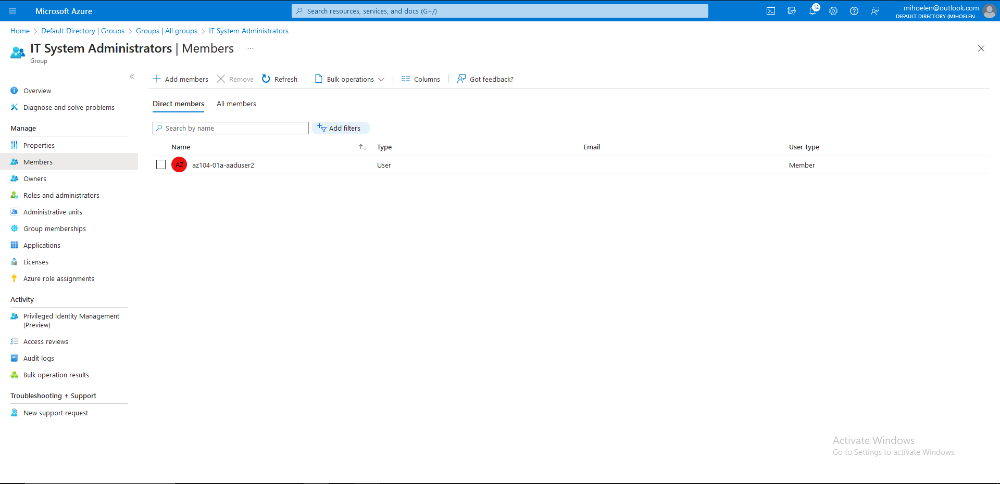 Microsoft Azure
Search resources, services, and docs (G+/)
12
mihoelen@outlook.com
DEFAULT DIRECTORY (MIHOELEN...
Home > Default Directory | Groups > Groups | All groups > IT System Administrators
IT System Administrators | Members ...
Group
«
Overview
Diagnose and solve problems
Manage
Properties
Members
Owners
Roles and administrators
Administrative units
Group memberships
Applications
Licenses
Azure role assignments
Activity
Privileged Identity Management
(Preview)
Access reviews
Audit logs
Bulk operation results
Troubleshooting + Support
New support request
Add members Remove Refresh Bulk operations Columns Got feedback?
Direct members All members
Search by name Add filters
Name Type Email User type
AZ az104-01a-aaduser2 User Member
Activate Windows
Go to Settings to activate Windows.